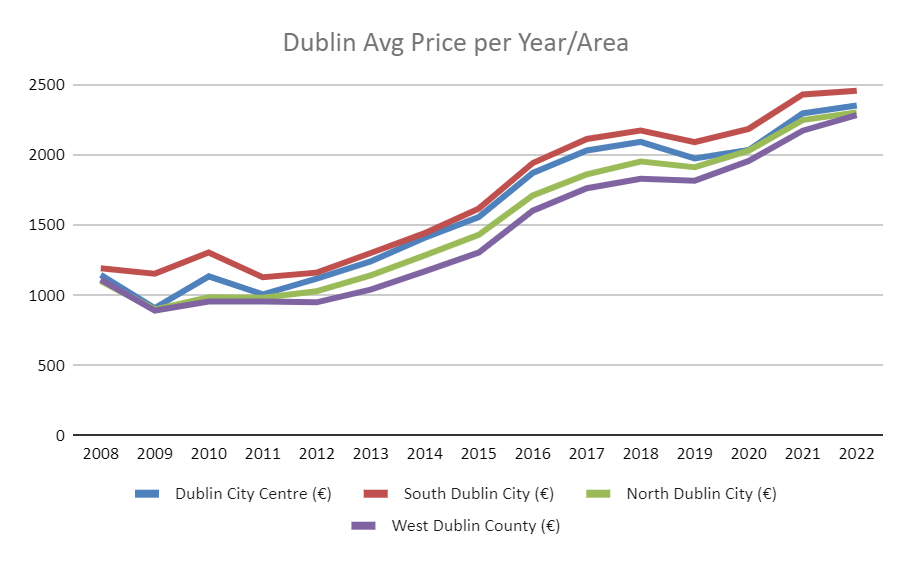 Dublin Avg Price per Year/Area
2500
2000
1500
1000
500
0
2008 2009 2010 2011 2012 2013 2014 2015 2016 2017 2018 2019 2020 2021 2022
Dublin City Centre (€) South Dublin City (€) North Dublin City (€)
West Dublin County (€)